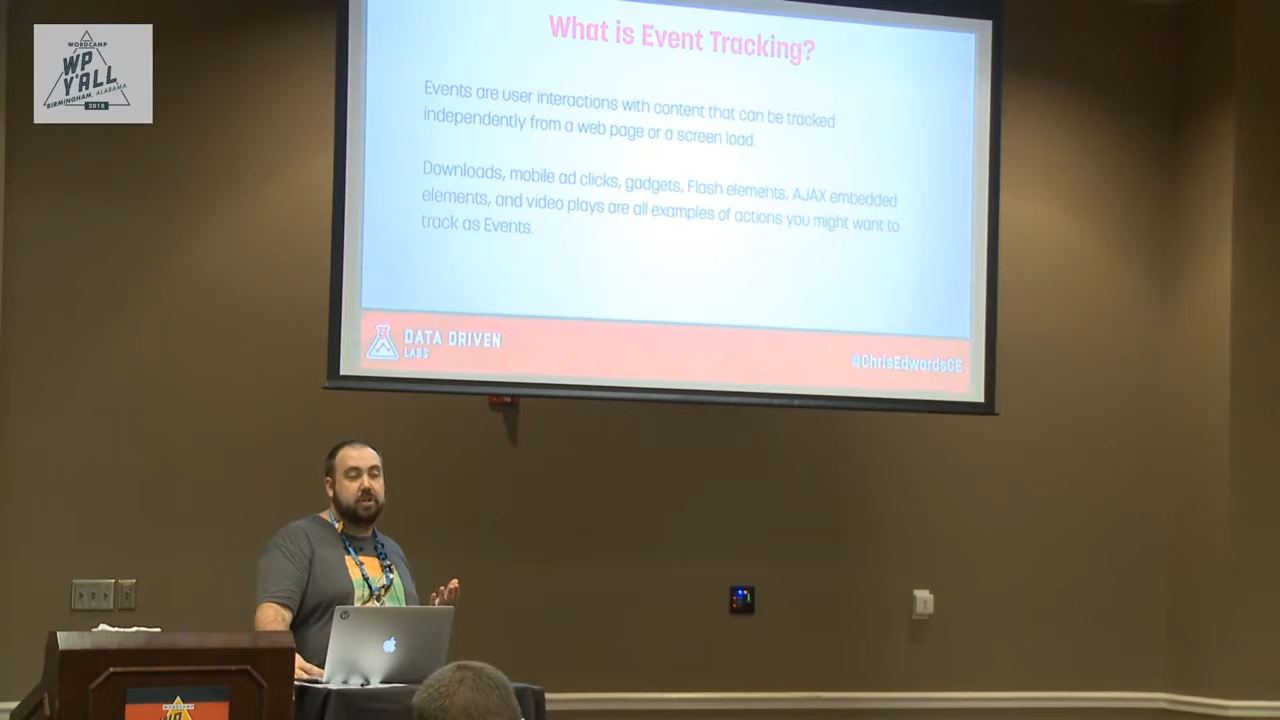 WORDCAMP
WP
Y'ALL
BIRMINGHAM, ALABAMA
2018
What is Event Tracking?
Events are user interactions with content that can be tracked
independently from a web page or a screen load.
Downloads, mobile ad clicks, gadgets, Flash elements, AJAX embedded
elements, and video plays are all examples of actions you might want to
track as Events.
DATA DRIVEN
LABS
@ChrisEdwardsCE
WORDCAMP
WP